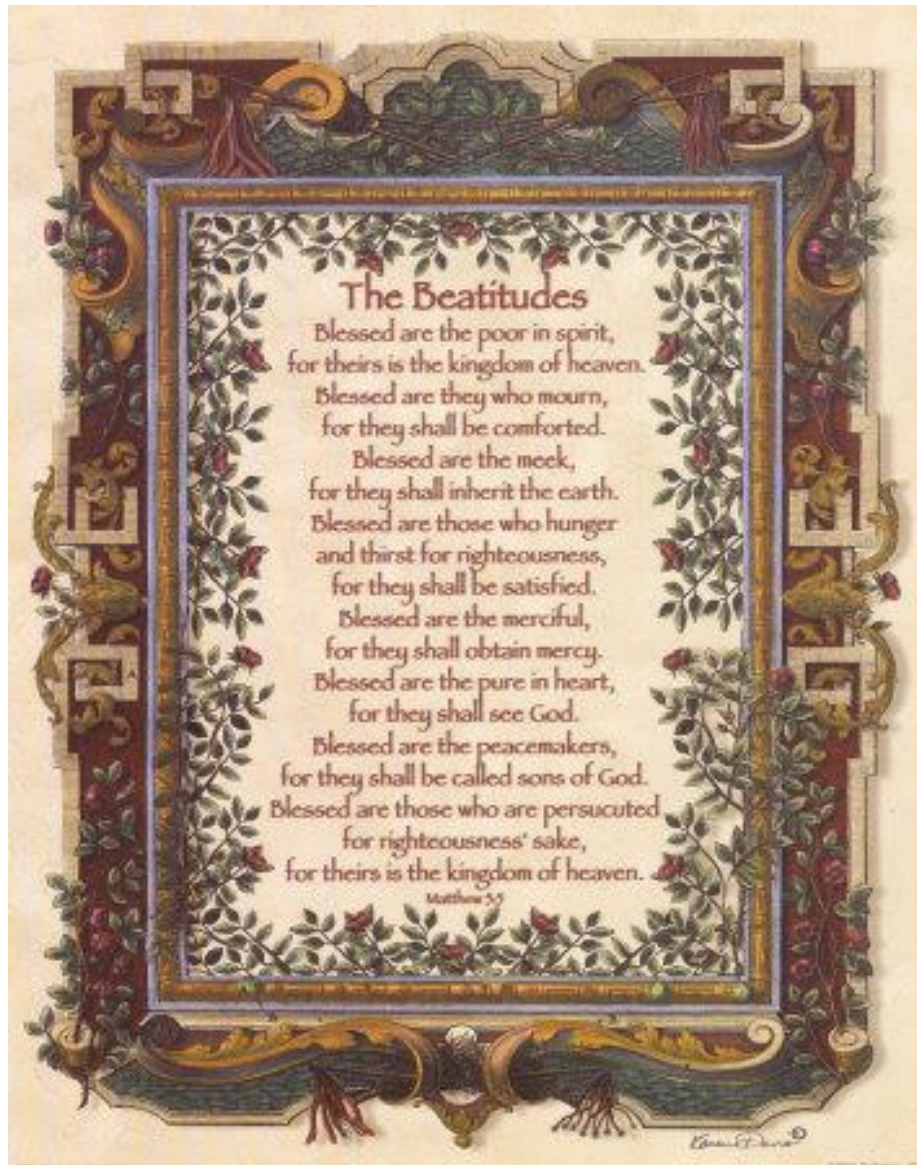 The Beatitudes
Blessed are the poor in spirit,
for theirs is the kingdom of heaven.
Blessed are they who mourn,
for they shall be comforted.
Blessed are the meek,
for they shall inherit the earth.
Blessed are those who hunger
and thirst for righteousness,
for they shall be satisfied.
Blessed are the merciful,
for they shall obtain mercy.
Blessed are the pure in heart,
for they shall see God.
Blessed are the peacemakers,
for they shall be called sons of God.
Blessed are those who are persucuted
for righteousness' sake,
for theirs is the kingdom of heaven.
Matthew 5,5
©